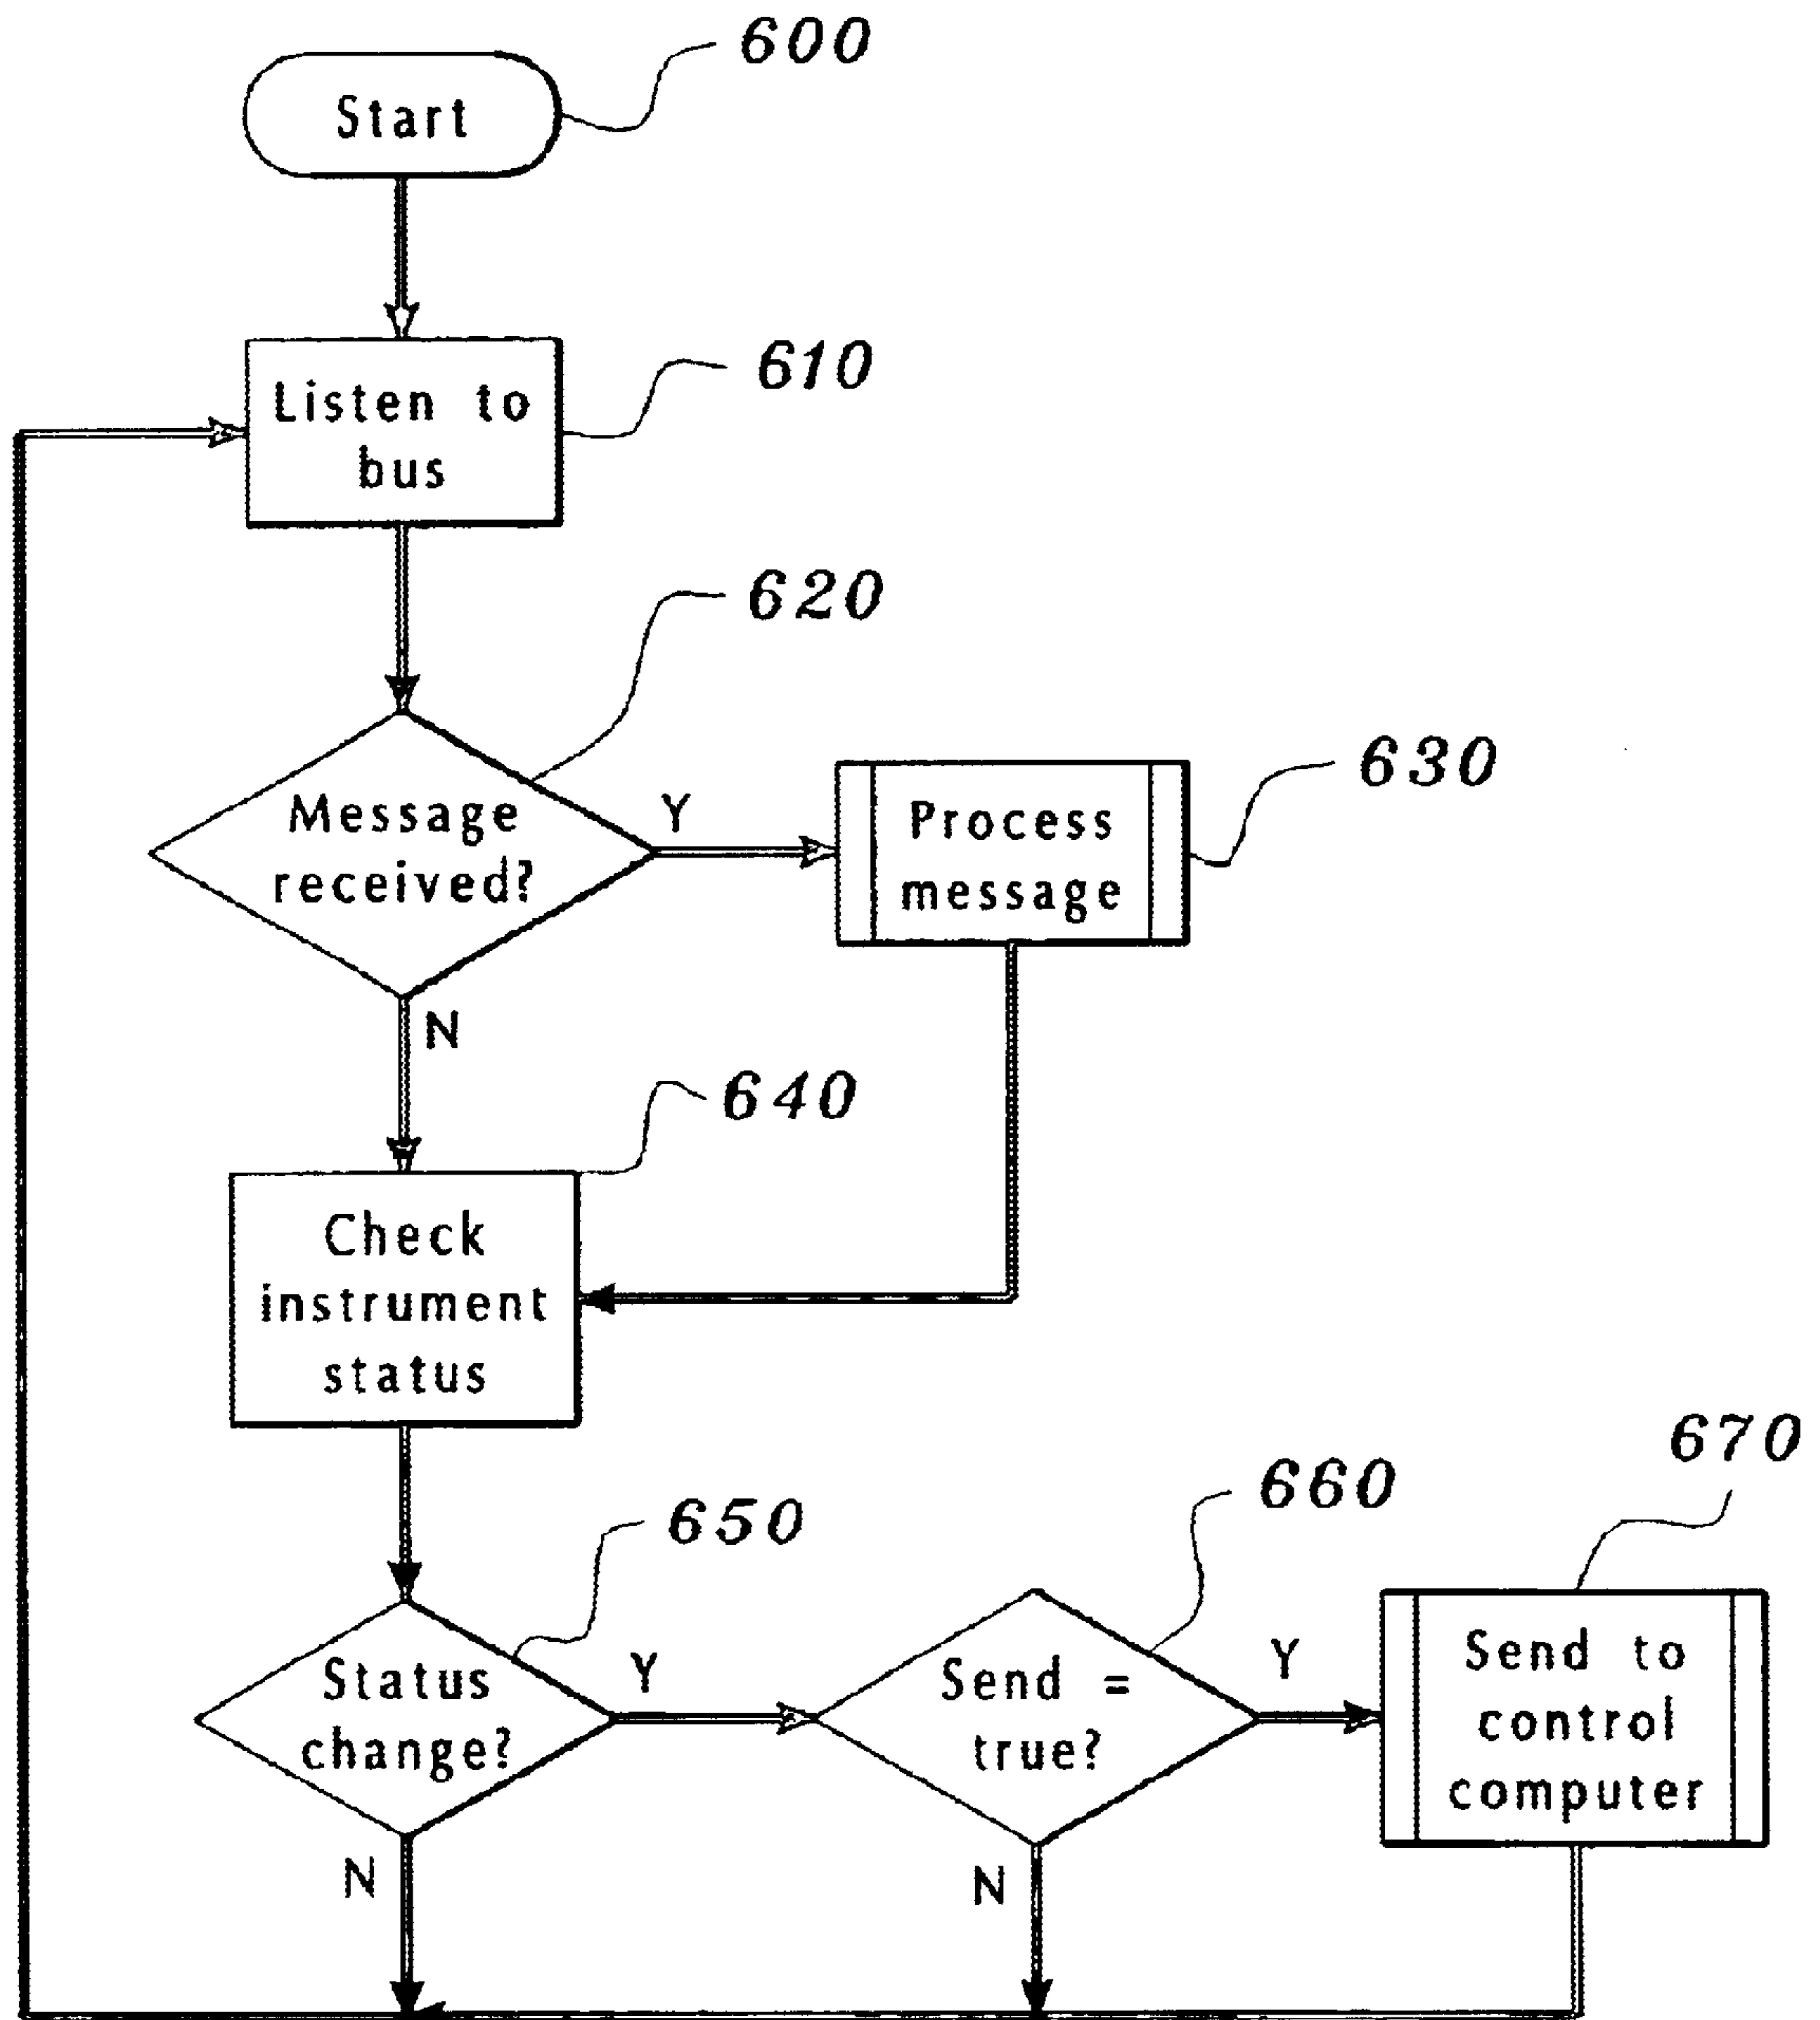 600
Start
610
Listen to
bus
620
Message
received?
Y
630
Process
message
N
640
Check
instrument
status
650
Status
change?
Y
N
660
Send =
true?
Y
N
670
Send to
control
computer